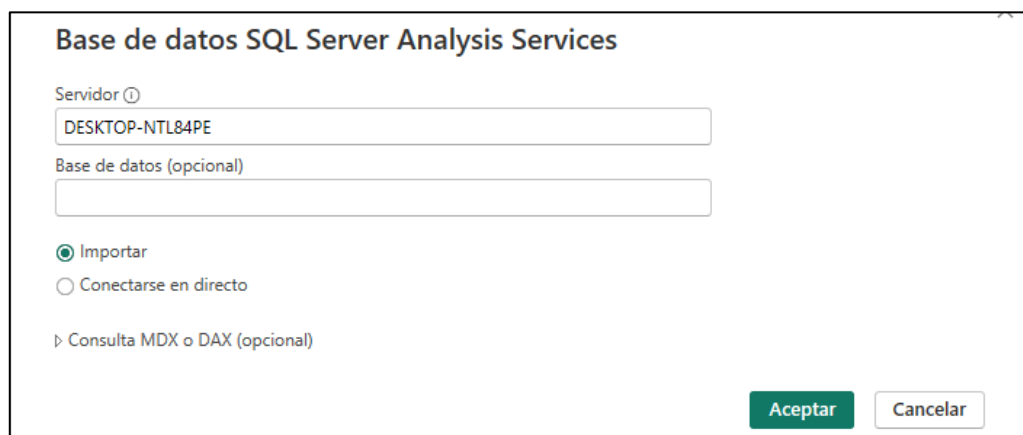 Base de datos SQL Server Analysis Services
Servidor
DESKTOP-NTL84PE
Base de datos (opcional)
Importar
Conectarse en directo
Consulta MDX o DAX (opcional)
Aceptar Cancelar